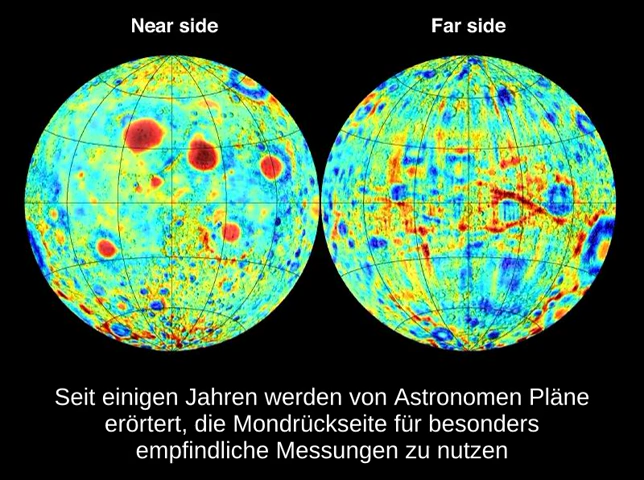 Near side
Far side
Seit einigen Jahren werden von Astronomen Pläne
erörtert, die Mondrückseite für besonders
empfindliche Messungen zu nutzen